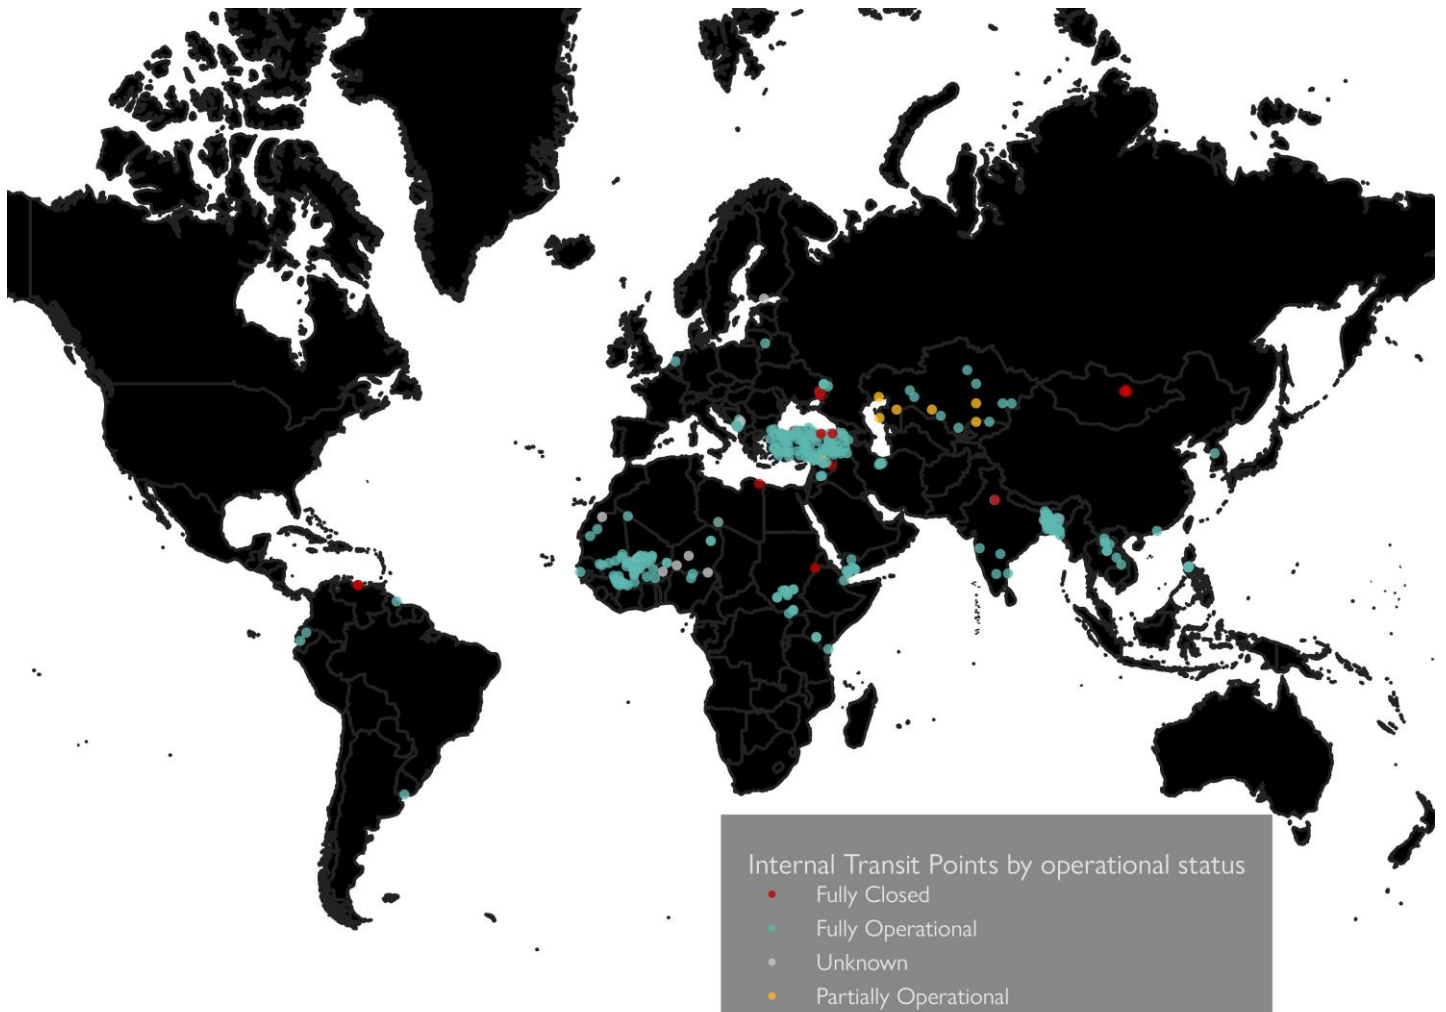 Internal Transit Points by operational status
Fully Closed
Fully Operational
Unknown
Partially Operational